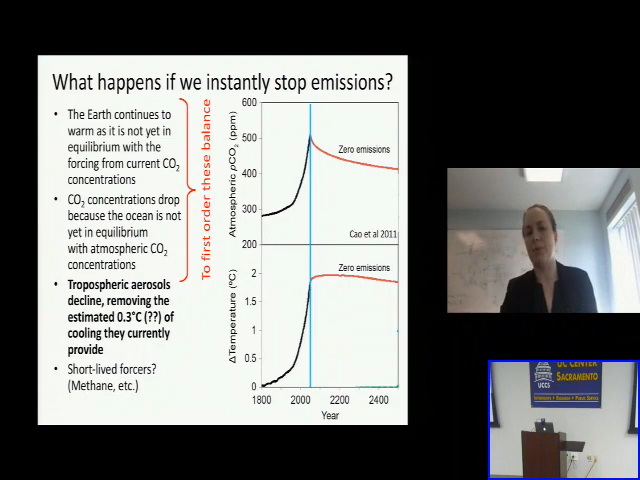 What happens if we instantly stop emissions?
• The Earth continues to
warm as it is not yet in
equilibrium with the
forcing from current CO2
concentrations
• CO2 concentrations drop
because the ocean is not
yet in equilibrium
with atmospheric CO2
concentrations
• Tropospheric aerosols
decline, removing the
estimated 0.3°C (??) of
cooling they currently
provide
• Short-lived forcers?
(Methane, etc.)
To first order these balance
Atmospheric pCO2 (ppm)
600
500
400
300
200
Zero emissions
Cao et al 2011
ΔTemperature (ºC)
2
1.5
1
0.5
0
Zero emissions
1800 2000 2200 2400
Year
UC CENTER
SACRAMENTO
UCCS